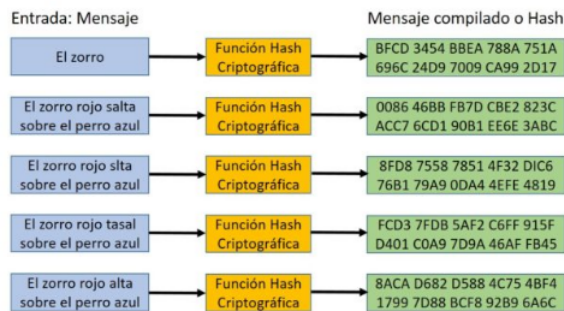 Entrada: Mensaje
Mensaje compilado o Hash
El zorro
Función Hash
Criptográfica
BFCD 3454 BBEA 788A 751A
696C 24D9 7009 CA99 2D17
El zorro rojo salta
sobre el perro azul
Función Hash
Criptográfica
0086 46BB FB7D CBE2 823C
ACC7 6CD1 90B1 EE6E 3ABC
El zorro rojo slta
sobre el perro azul
Función Hash
Criptográfica
8FD8 7558 7851 4F32 DIC6
76B1 79A9 0DA4 4EFE 4819
El zorro rojo tasal
sobre el perro azul
Función Hash
Criptográfica
FCD3 7FDB 5AF2 C6FF 915F
D401 C0A9 7D9A 46AF FB45
El zorro rojo alta
sobre el perro azul
Función Hash
Criptográfica
8ACA D682 D588 4C75 4BF4
1799 7D88 BCF8 92B9 6A6C